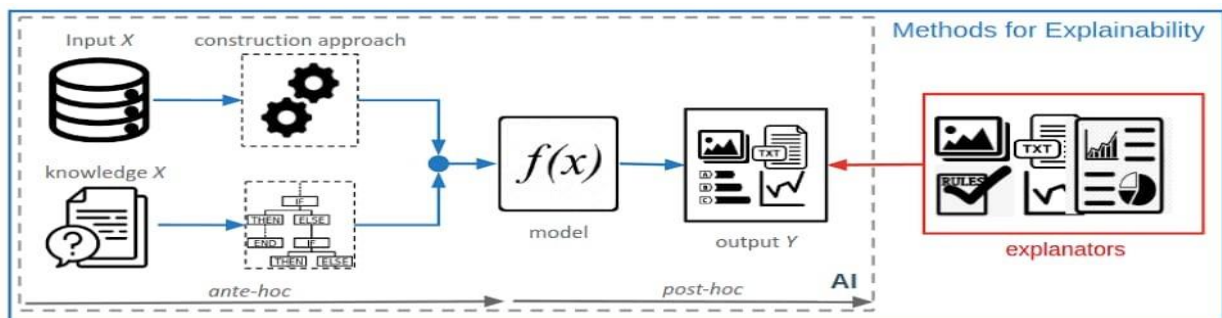 Methods for Explainability
Input X
construction approach
knowledge X
IF
THEN
ELSE
END
IF
THEN
ELSE
f(x)
model
TXT
A
B
C
output Y
TXT
RULES
explanators
ante-hoc
post-hoc
AI